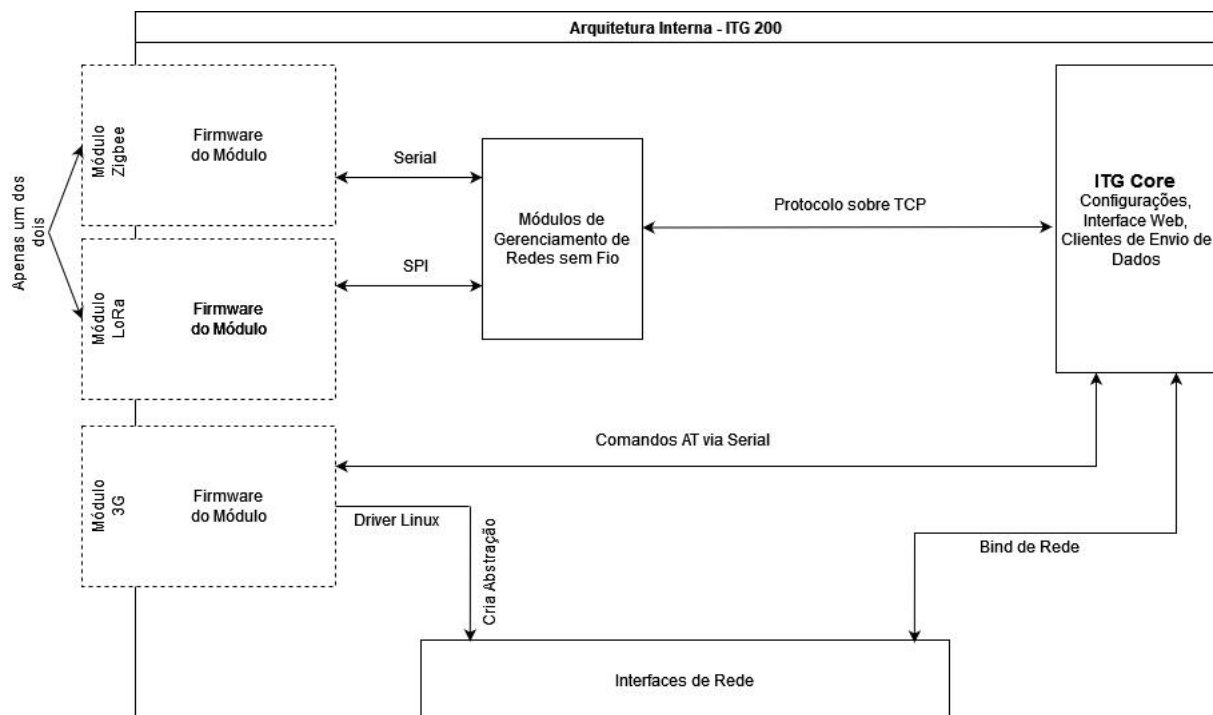 Arquitetura Interna - ITG 200
Apenas um dos
dois
Módulo
Zigbee
Firmware
do Módulo
Serial
Módulo
LoRa
Firmware
do Módulo
SPI
Módulos de
Gerenciamento de
Redes sem Fio
Protocolo sobre TCP
ITG Core
Configurações,
Interface Web,
Clientes de Envio de
Dados
Módulo
3G
Firmware
do Módulo
Comandos AT via Serial
Driver Linux
Cria Abstração
Bind de Rede
Interfaces de Rede